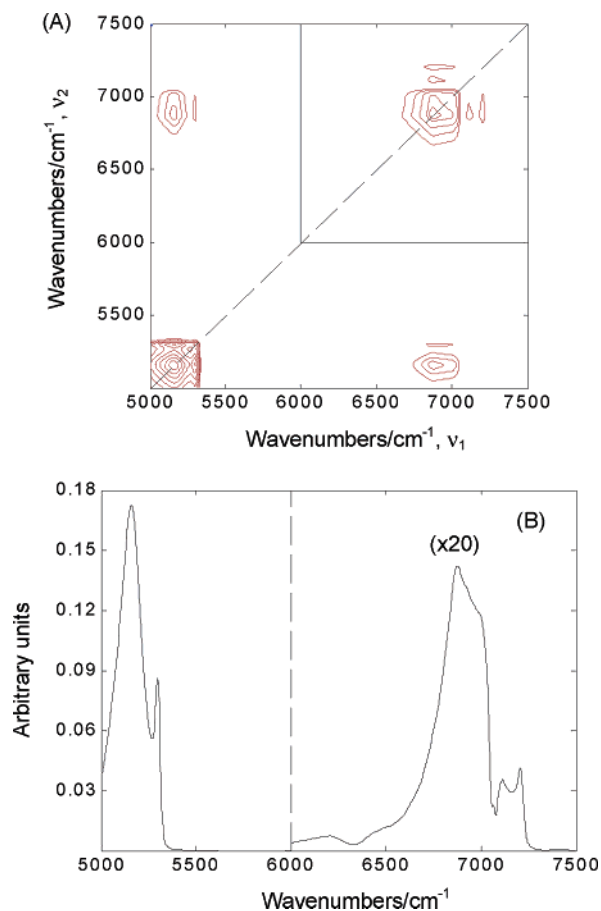 (A)
7500
7000
6500
6000
5500
Wavenumbers/cm⁻¹, ν₂
5000 5500 6000 6500 7000 7500
Wavenumbers/cm⁻¹, ν₁
0.18
0.15
0.12
0.09
0.06
0.03
Arbitrary units
(B)
(x20)
5000 5500 6000 6500 7000 7500
Wavenumbers/cm⁻¹